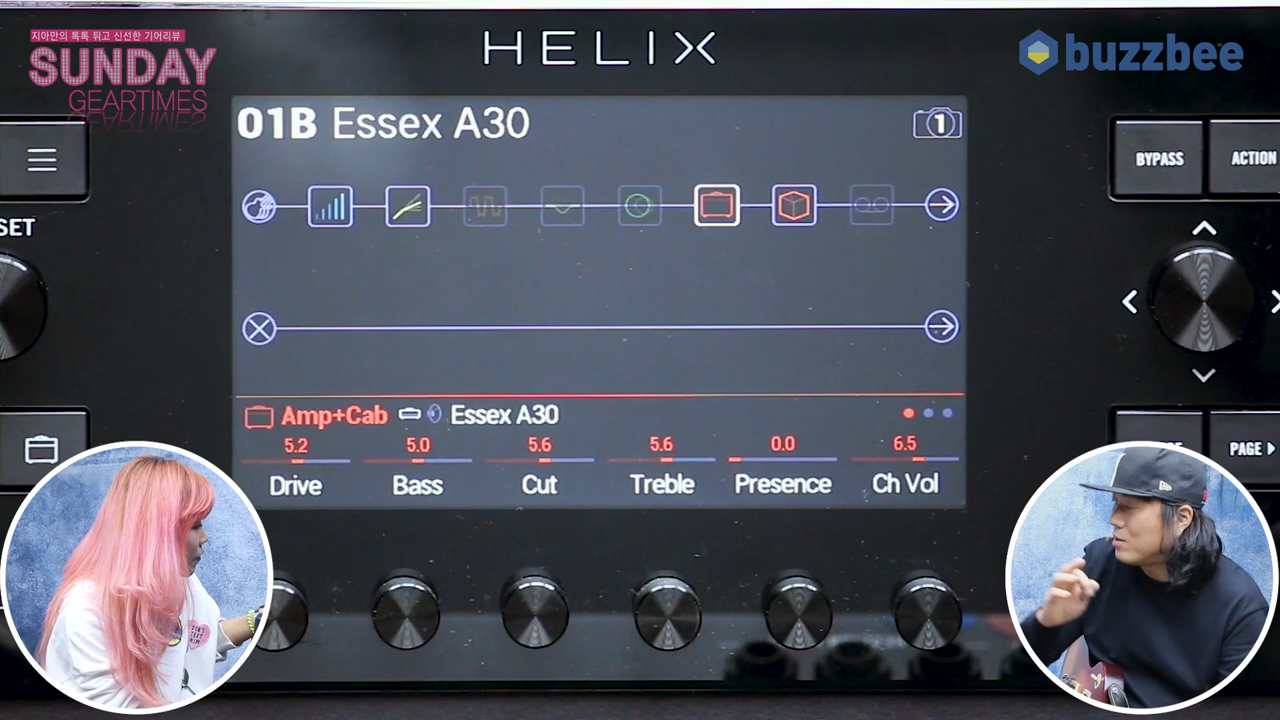 지아만의 톡톡 튀고 신선한 기어리뷰
SUNDAY
GEARTIMES
HELIX
buzzbee
01B Essex A30
1
BYPASS
ACTION
SET
Amp+Cab Essex A30
5.2 5.0 5.6 5.6 0.0 6.5
Drive Bass Cut Treble Presence Ch Vol
PAGE